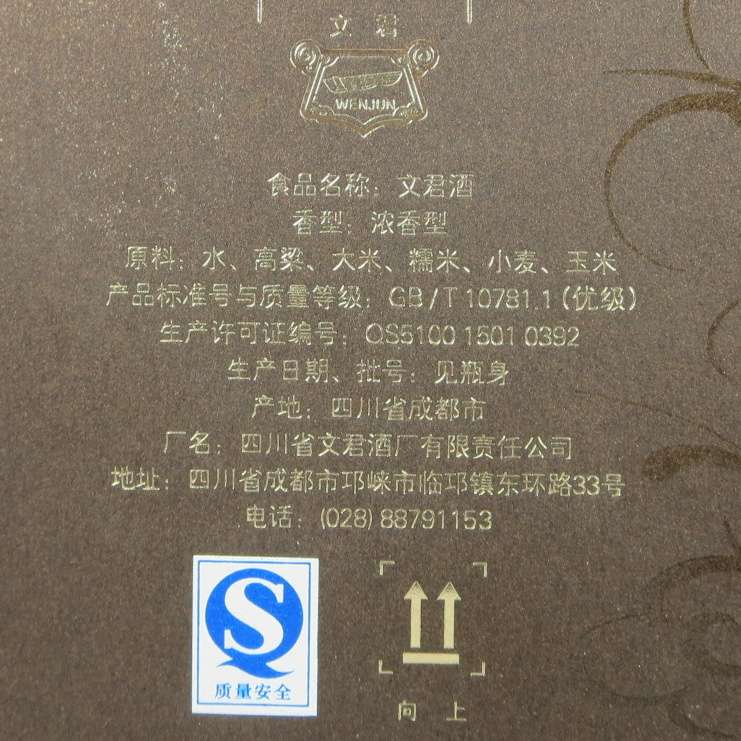 文君
WENJUN
食品名称：文君酒
香型：浓香型
原料：水、高粱、大米、糯米、小麦、玉米
产品标准号与质量等级：GB/T 10781.1（优级）
生产许可证编号：QS5100 1501 0392
生产日期、批号：见瓶身
产地：四川省成都市
厂名：四川省文君酒厂有限责任公司
地址：四川省成都市邛崃市临邛镇东环路33号
电话：(028) 88791153
质量安全
向上